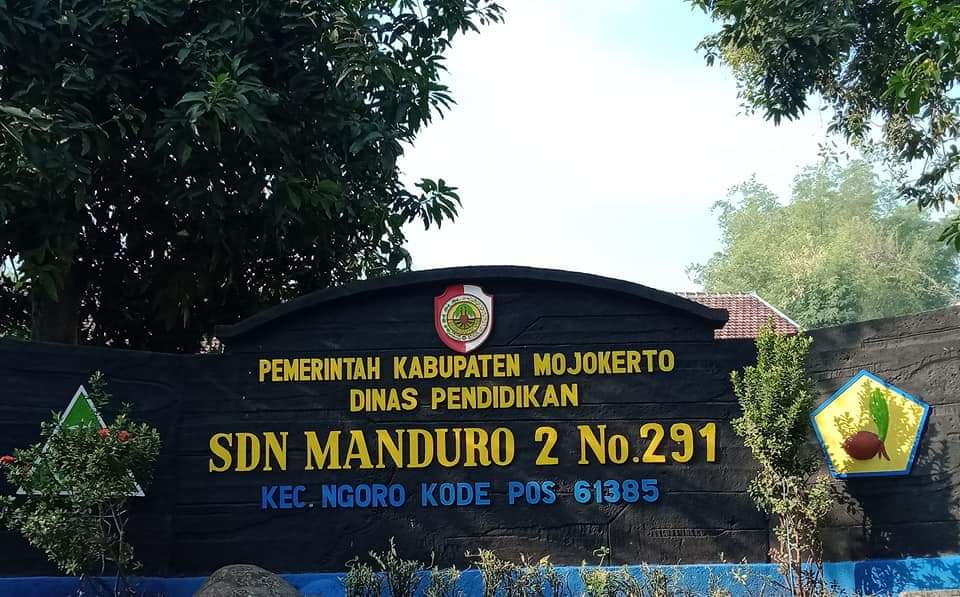 PEMERINTAH KABUPATEN MOJOKERTO
DINAS PENDIDIKAN
SDN MANDURO 2 No.291
KEC. NGORO KODE POS 61385